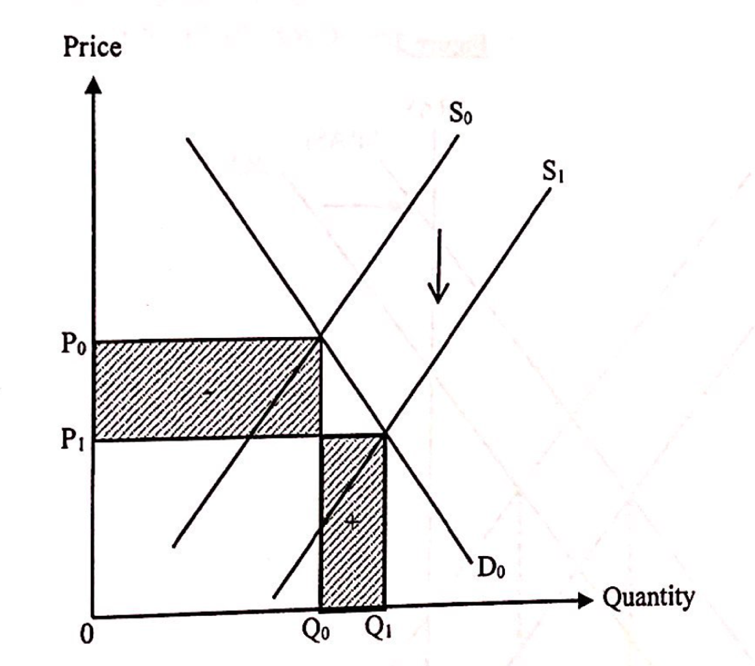 Price
S₀
S₁
P₀
-
P₁
+
D₀
0
Q₀
Q₁
Quantity